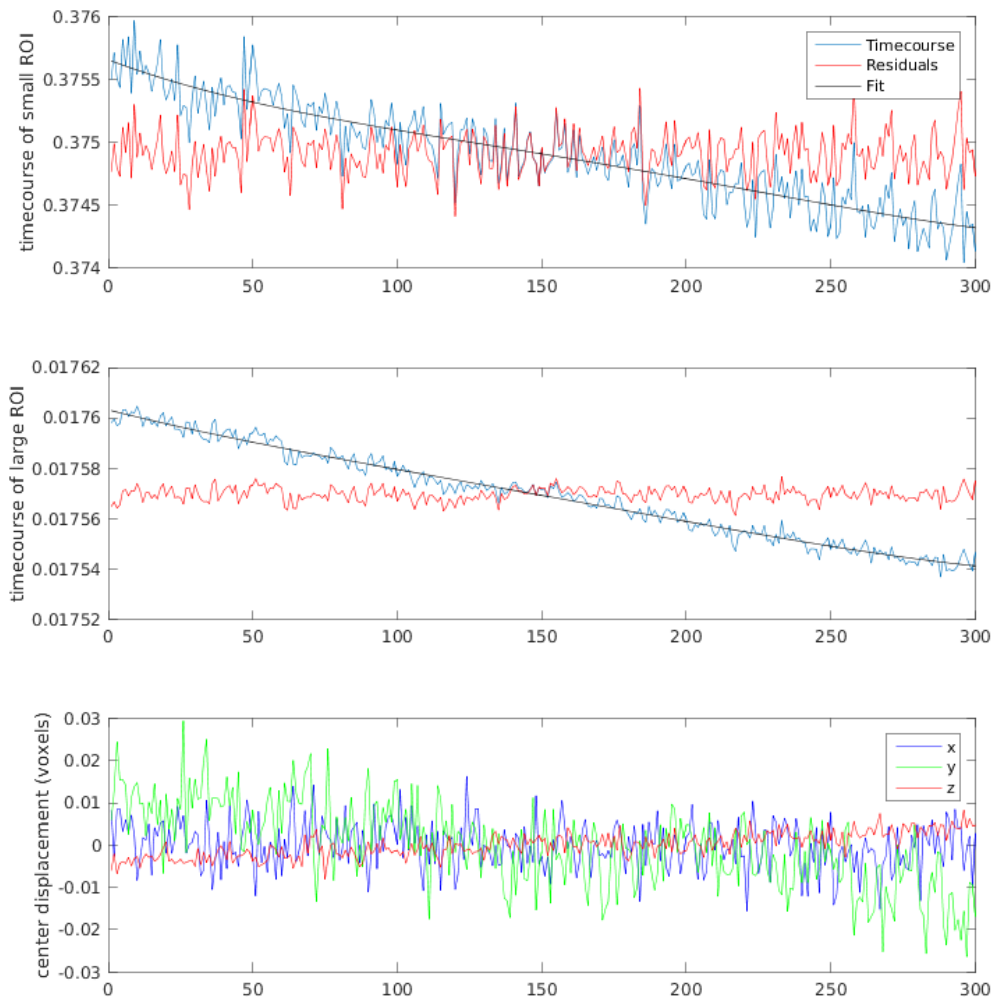 timecourse of small ROI
0.376
0.3755
0.375
0.3745
0.374
0 50 100 150 200 250 300
Timecourse
Residuals
Fit
timecourse of large ROI
0.01762
0.0176
0.01758
0.01756
0.01754
0.01752
0 50 100 150 200 250 300
center displacement (voxels)
0.03
0.02
0.01
0
-0.01
-0.02
-0.03
0 50 100 150 200 250 300
x
y
z